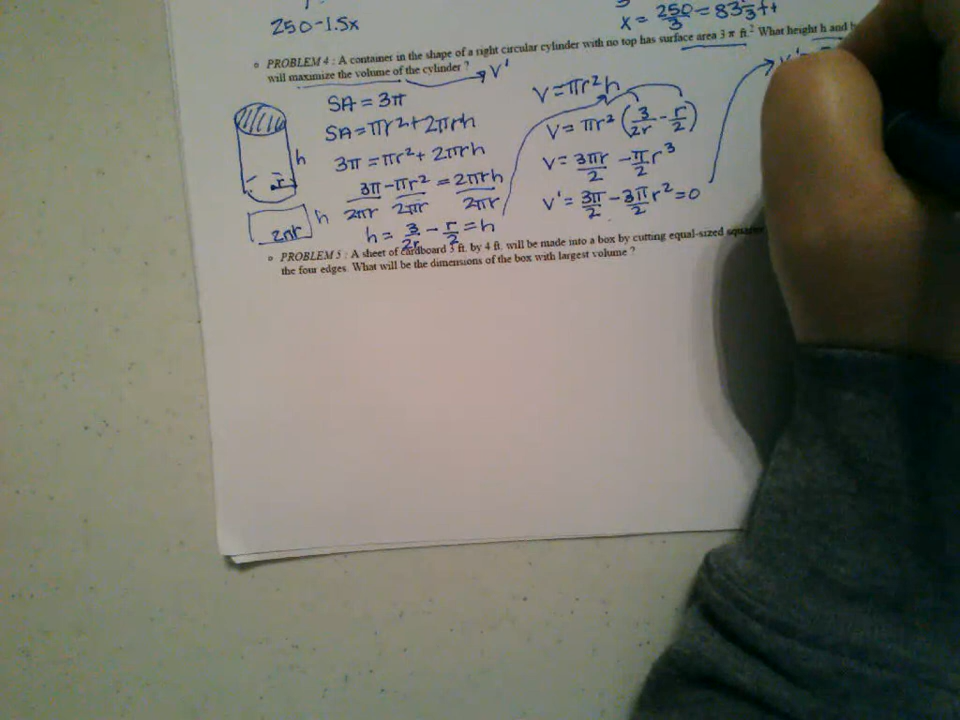 250-1.5x
x = 250/3 = 83 1/3 ft
PROBLEM 4 : A container in the shape of a right circular cylinder with no top has surface area 3 π ft.² What height h and
will maximize the volume of the cylinder ?
V'
SA = 3π
SA = πr² + 2πrh
3π = πr² + 2πrh
3π/2πr - πr²/2πr = 2πrh/2πr
h = 3/2r - r/2 = h
h
r
2πr
h
V = πr²h
V = πr² (3/2r - r/2)
V = 3πr/2 - π/2 r³
V' = 3π/2 - 3π/2 r² = 0
PROBLEM 5 : A sheet of cardboard 3 ft. by 4 ft. will be made into a box by cutting equal-sized
the four edges. What will be the dimensions of the box with largest volume ?